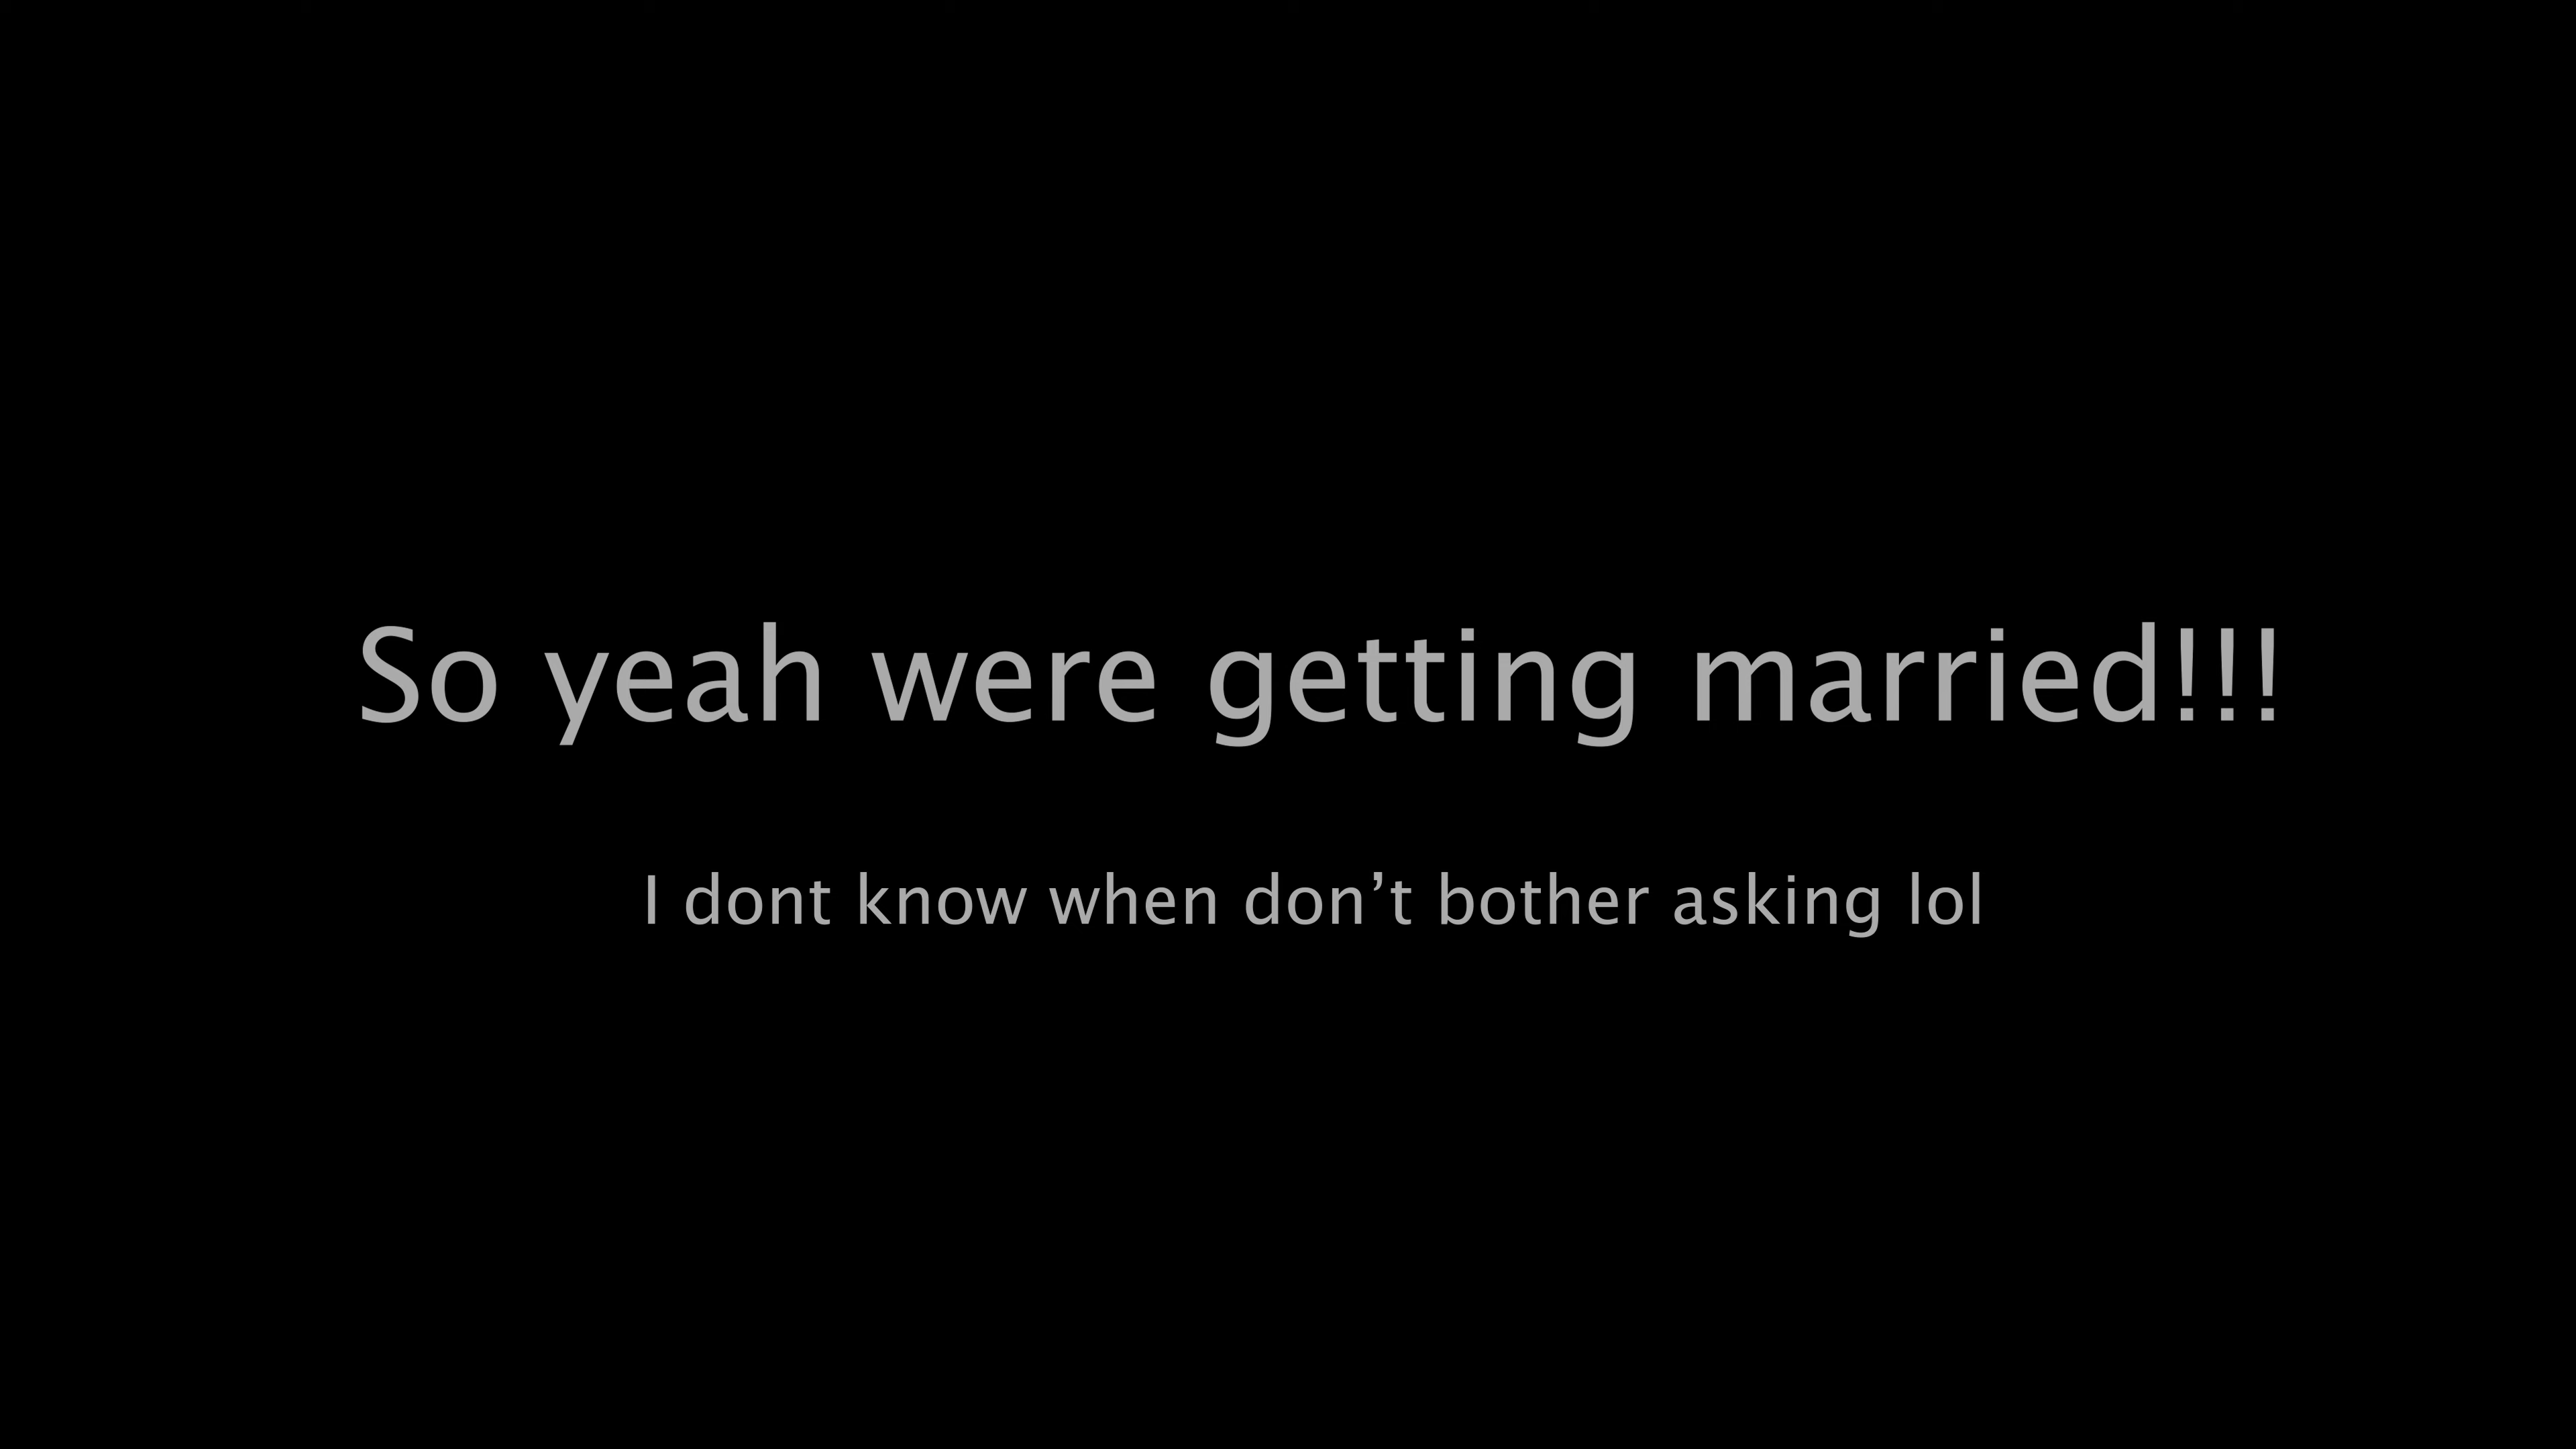 So yeah were getting married!!!
I dont know when don’t bother asking lol